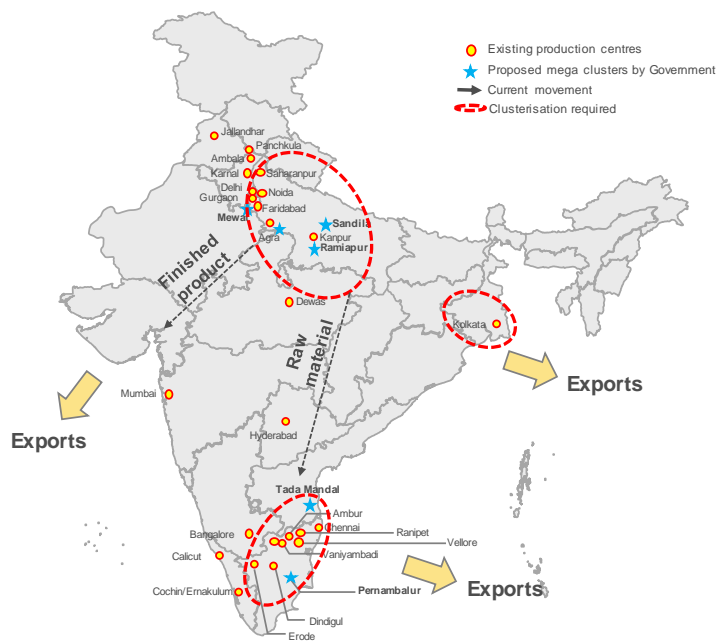 Existing production centres
Proposed mega clusters by Government
Current movement
Clusterisation required
Jallandhar
Panchkula
Ambala
Karnal
Saharanpur
Delhi
Noida
Gurgaon
Faridabad
Mewat
Sandila
Agra
Kanpur
Ramiapur
Finished
product
Dewas
Raw
material
Kolkata
Exports
Mumbai
Exports
Hyderabad
Tada Mandal
Ambur
Chennai
Bangalore
Ranipet
Vellore
Vaniyambadi
Calicut
Exports
Pernambalur
Cochin/Ernakulum
Dindigul
Erode